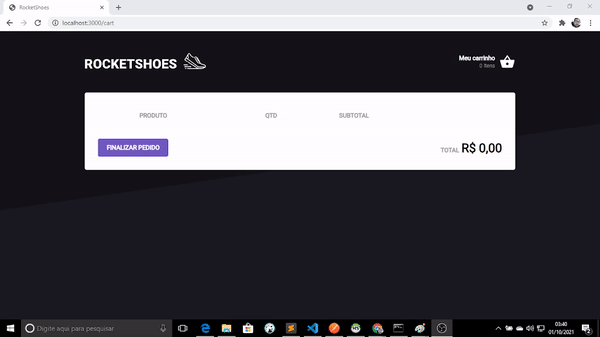 RocketShoes
localhost:3000/cart
ROCKETSHOES
Meu carrinho
0 itens
PRODUTO QTD SUBTOTAL
FINALIZAR PEDIDO
TOTAL R$ 0,00
Digite aqui para pesquisar
03:40
01/10/2021